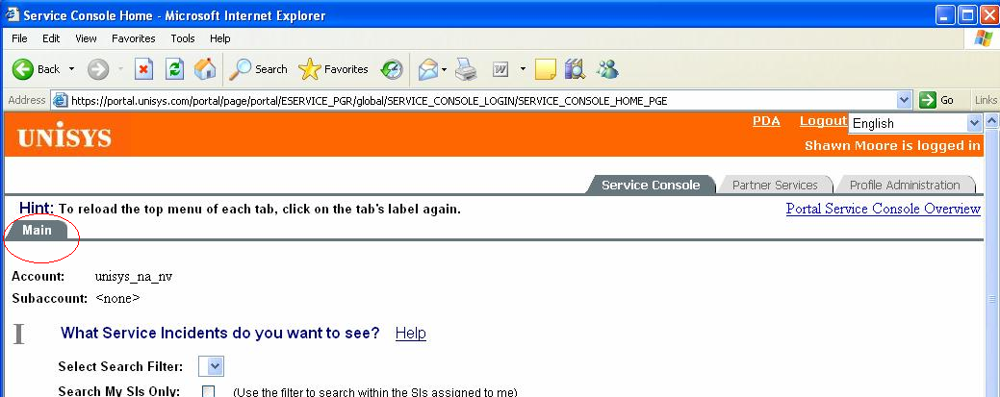 Service Console Home - Microsoft Internet Explorer
File Edit View Favorites Tools Help
Back Search Favorites W
Address https://portal.unisys.com/portal/page/portal/ESERVICE_PGR/global/SERVICE_CONSOLE_LOGIN/SERVICE_CONSOLE_HOME_PGE Go Links
UNISYS PDA Logout English
Shawn Moore is logged in
Service Console Partner Services Profile Administration
Hint: To reload the top menu of each tab, click on the tab's label again. Portal Service Console Overview
Main
Account: unisys_na_nv
Subaccount: <none>
I What Service Incidents do you want to see? Help
Select Search Filter:
Search My SIs Only: (Use the filter to search within the SIs assigned to me)